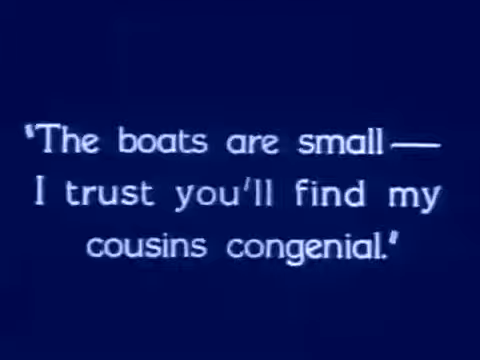 'The boats are small—
I trust you'll find my
cousins congenial.'